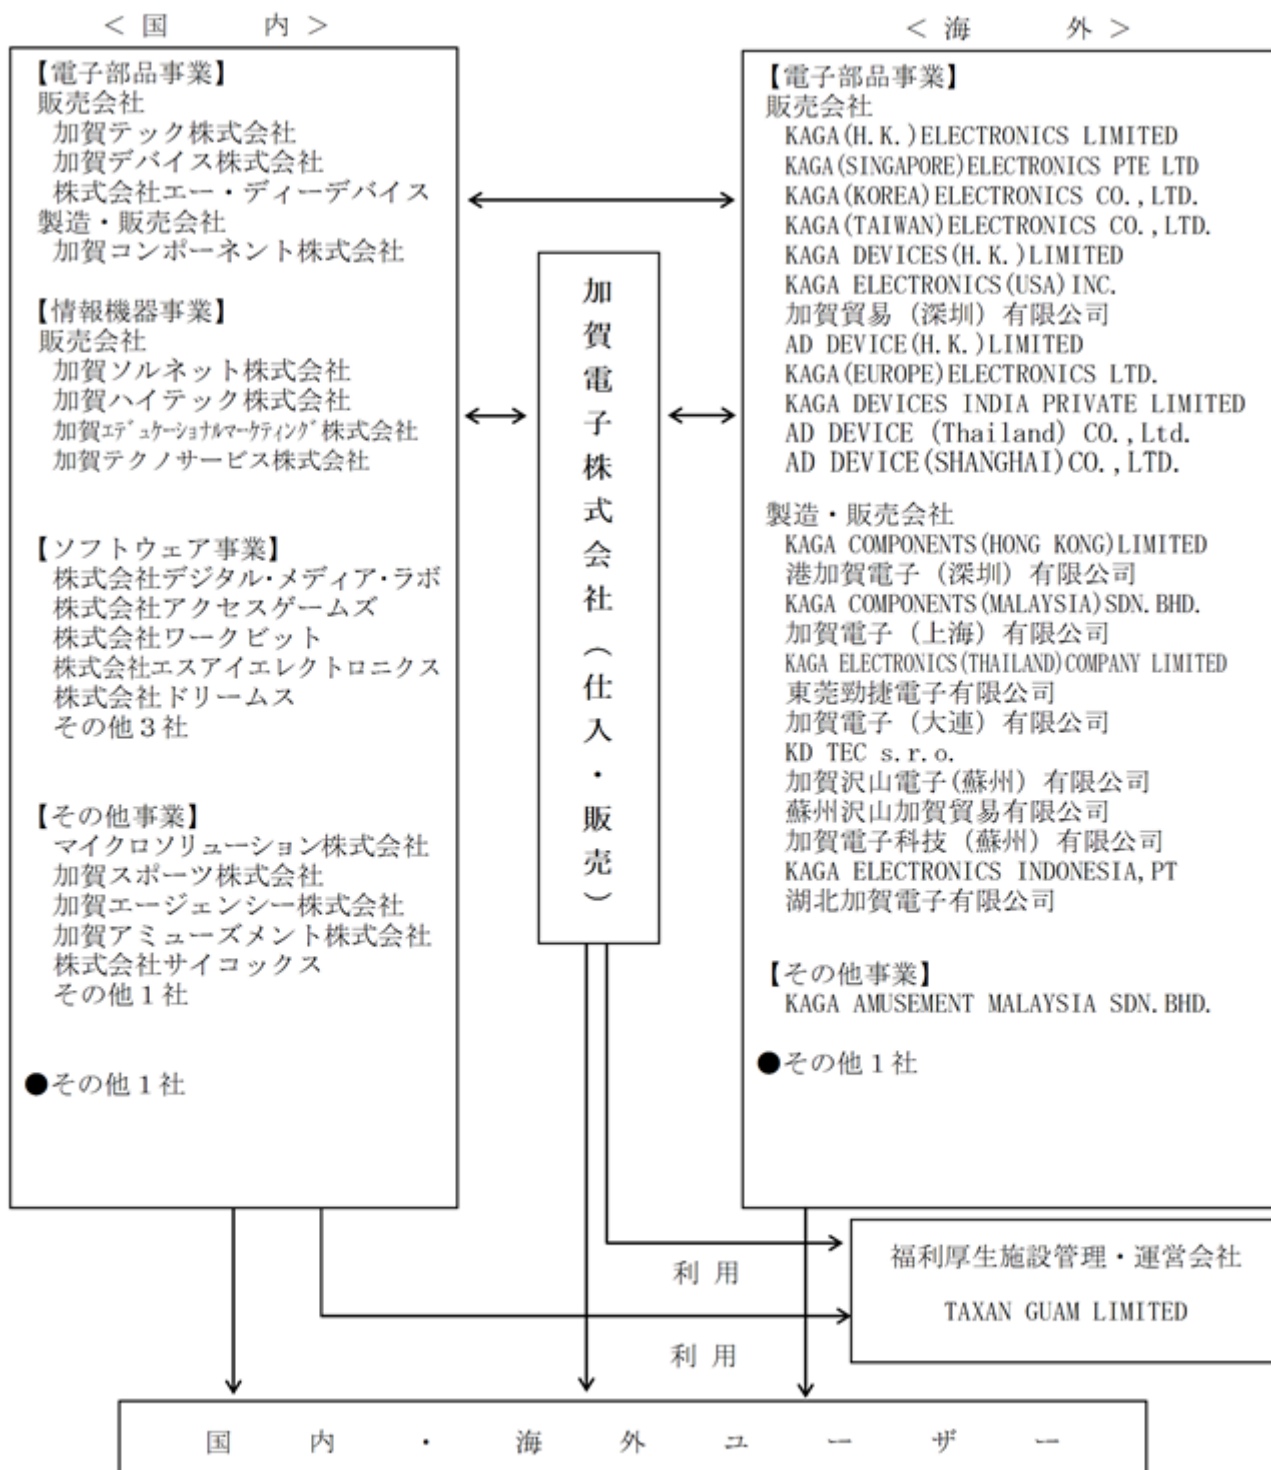 ＜国　　内＞
【電子部品事業】
販売会社
加賀テック株式会社
加賀デバイス株式会社
株式会社エー・ディーデバイス
製造・販売会社
加賀コンポーネント株式会社
【情報機器事業】
販売会社
加賀ソルネット株式会社
加賀ハイテック株式会社
加賀ｴﾃﾞｭｹｰｼｮﾅﾙﾏｰｹﾃｨﾝｸﾞ株式会社
加賀テクノサービス株式会社
【ソフトウェア事業】
株式会社デジタル・メディア・ラボ
株式会社アクセスゲームズ
株式会社ワークビット
株式会社エスアイエレクトロニクス
株式会社ドリームス
その他３社
【その他事業】
マイクロソリューション株式会社
加賀スポーツ株式会社
加賀エージェンシー株式会社
加賀アミューズメント株式会社
株式会社サイコックス
その他１社
●その他１社
加賀電子株式会社（仕入・販売）
＜海　　外＞
【電子部品事業】
販売会社
KAGA(H.K.)ELECTRONICS LIMITED
KAGA(SINGAPORE)ELECTRONICS PTE LTD
KAGA(KOREA)ELECTRONICS CO.,LTD.
KAGA(TAIWAN)ELECTRONICS CO.,LTD.
KAGA DEVICES(H.K.)LIMITED
KAGA ELECTRONICS(USA)INC.
加賀貿易（深圳）有限公司
AD DEVICE(H.K.)LIMITED
KAGA(EUROPE)ELECTRONICS LTD.
KAGA DEVICES INDIA PRIVATE LIMITED
AD DEVICE (Thailand) CO.,Ltd.
AD DEVICE(SHANGHAI)CO.,LTD.
製造・販売会社
KAGA COMPONENTS(HONG KONG)LIMITED
港加賀電子（深圳）有限公司
KAGA COMPONENTS(MALAYSIA)SDN.BHD.
加賀電子（上海）有限公司
KAGA ELECTRONICS(THAILAND)COMPANY LIMITED
東莞勁捷電子有限公司
加賀電子（大連）有限公司
KD TEC s.r.o.
加賀沢山電子(蘇州）有限公司
蘇州沢山加賀貿易有限公司
加賀電子科技（蘇州）有限公司
KAGA ELECTRONICS INDONESIA,PT
湖北加賀電子有限公司
【その他事業】
KAGA AMUSEMENT MALAYSIA SDN.BHD.
●その他１社
利用
福利厚生施設管理・運営会社
TAXAN GUAM LIMITED
利用
国内・海外ユーザー